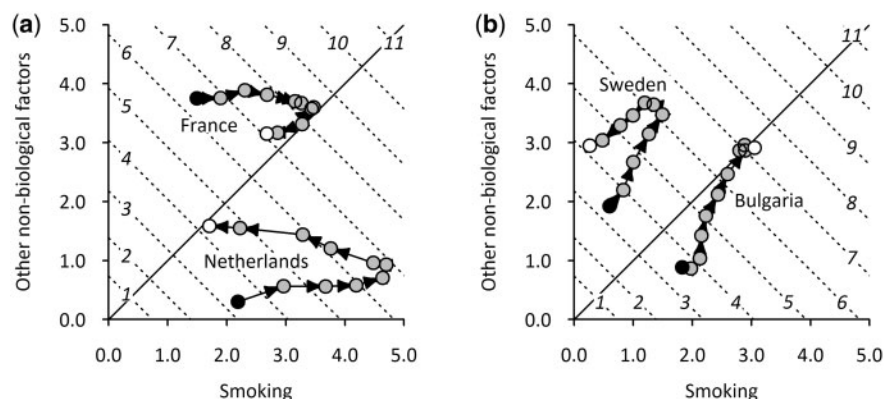 (a)
5.0
4.0
3.0
2.0
1.0
0.0
Other non-biological factors
6
7
8
9
10
11
5
4
3
2
1
France
Netherlands
0.0 1.0 2.0 3.0 4.0 5.0
Smoking
(b)
5.0
4.0
3.0
2.0
1.0
0.0
Other non-biological factors
11
10
9
8
7
Sweden
Bulgaria
1 2 3 4 5 6
0.0 1.0 2.0 3.0 4.0 5.0
Smoking